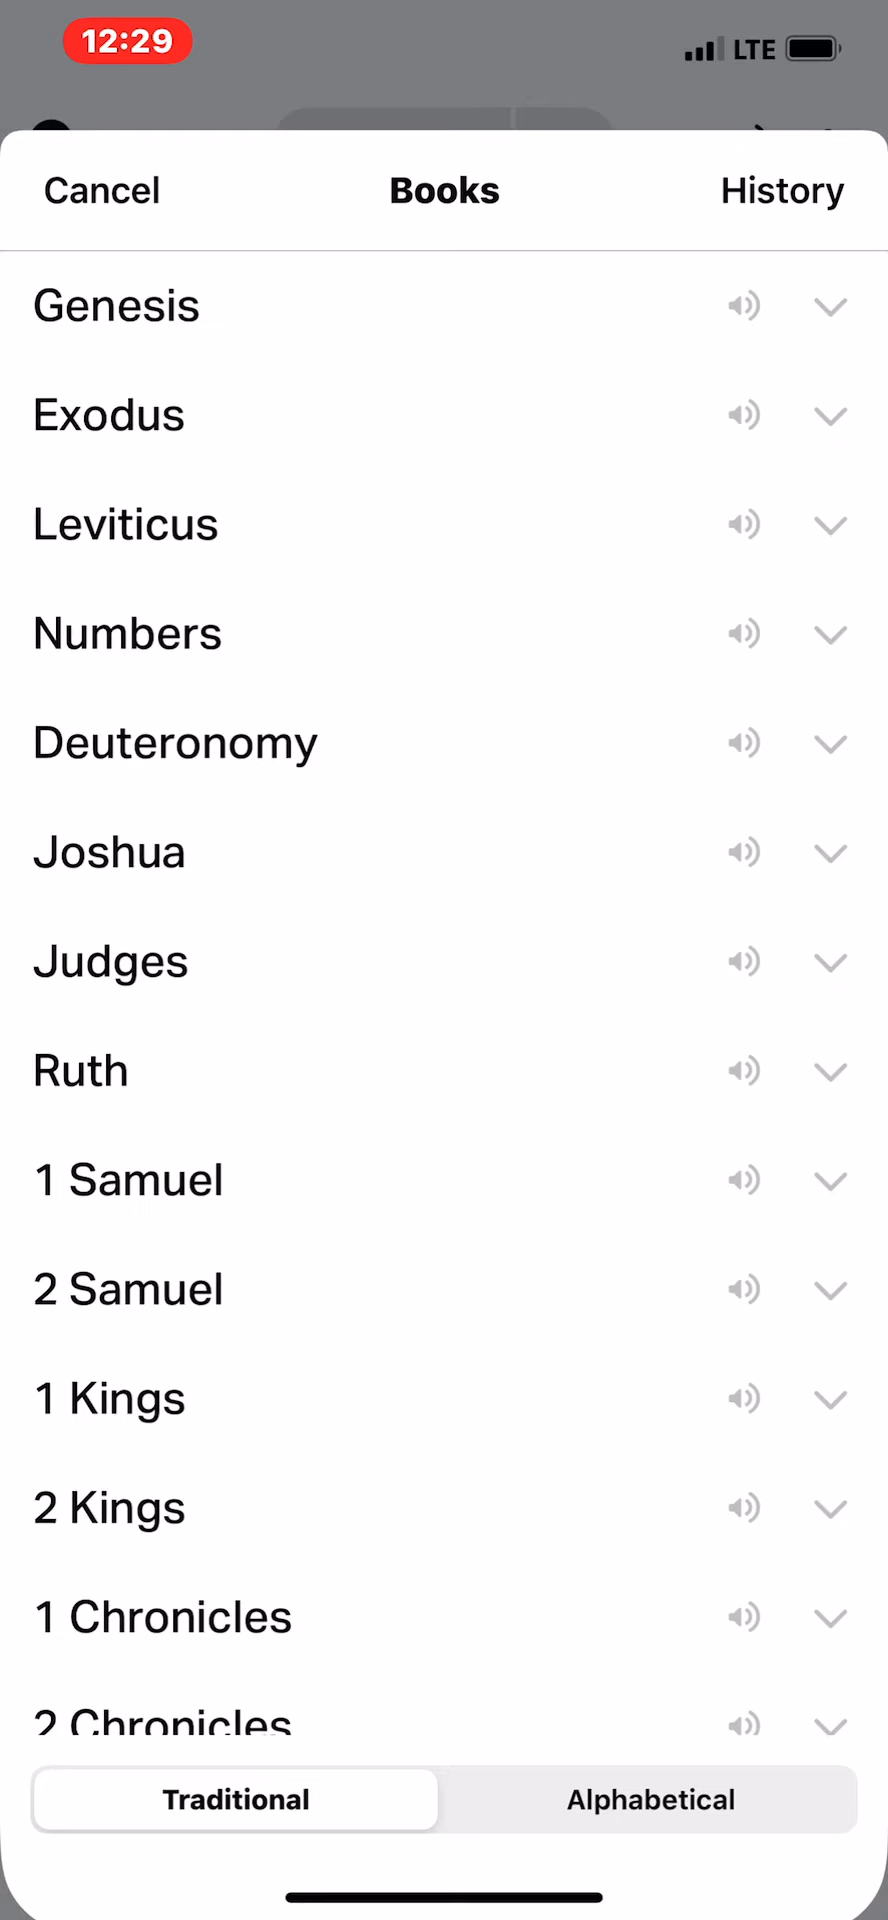 12:29
LTE
Cancel Books History
Genesis
Exodus
Leviticus
Numbers
Deuteronomy
Joshua
Judges
Ruth
1 Samuel
2 Samuel
1 Kings
2 Kings
1 Chronicles
2 Chronicles
Traditional Alphabetical